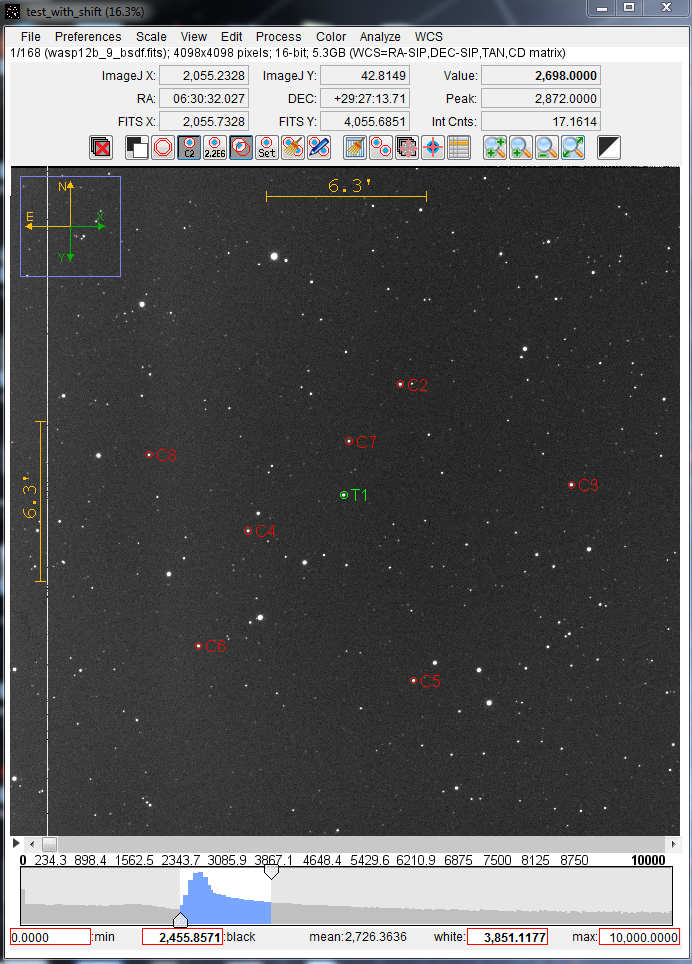 test_with_shift (16.3%)
File Preferences Scale View Edit Process Color Analyze WCS
1/168 (wasp12b_9_bsdf.fits); 4098x4098 pixels; 16-bit; 5.3GB (WCS=RA-SIP,DEC-SIP,TAN,CD matrix)
ImageJ X: 2,055.2328 ImageJ Y: 42.8149 Value: 2,698.0000
RA: 06:30:32.027 DEC: +29:27:13.71 Peak: 2,872.0000
FITS X: 2,055.7328 FITS Y: 4,055.6851 Int Cnts: 17.1614
C2 2.2E6 Set
N 6.3'
E X
Y
C2
C7
C3
T1
6.3'
C4
C6
C5
0 234.3 898.4 1562.5 2343.7 3085.9 3867.1 4648.4 5429.6 6210.9 6875 7500 8125 8750 10000
0.0000 :min 2,455.8571 :black mean: 2,726.3636 white: 3,851.1177 max: 10,000.0000